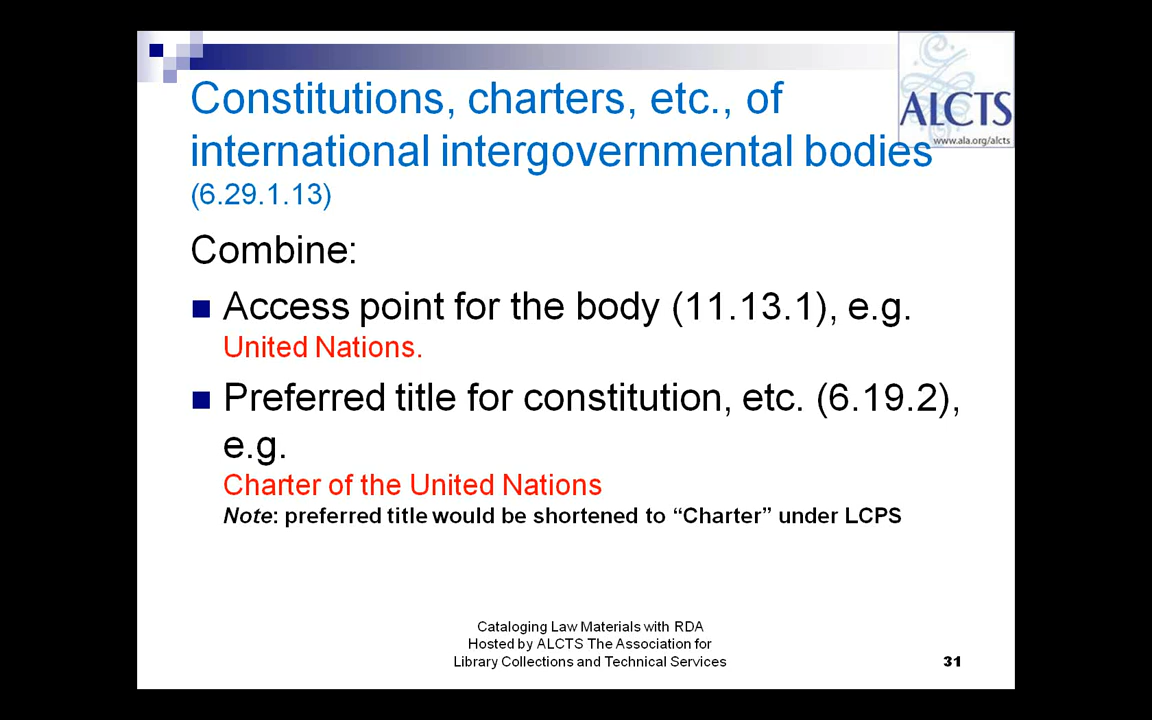 ALCTS
www.ala.org/alcts
Constitutions, charters, etc., of
international intergovernmental bodies
(6.29.1.13)
Combine:
Access point for the body (11.13.1), e.g.
United Nations.
Preferred title for constitution, etc. (6.19.2),
e.g.
Charter of the United Nations
Note: preferred title would be shortened to “Charter” under LCPS
Cataloging Law Materials with RDA
Hosted by ALCTS The Association for
Library Collections and Technical Services
31